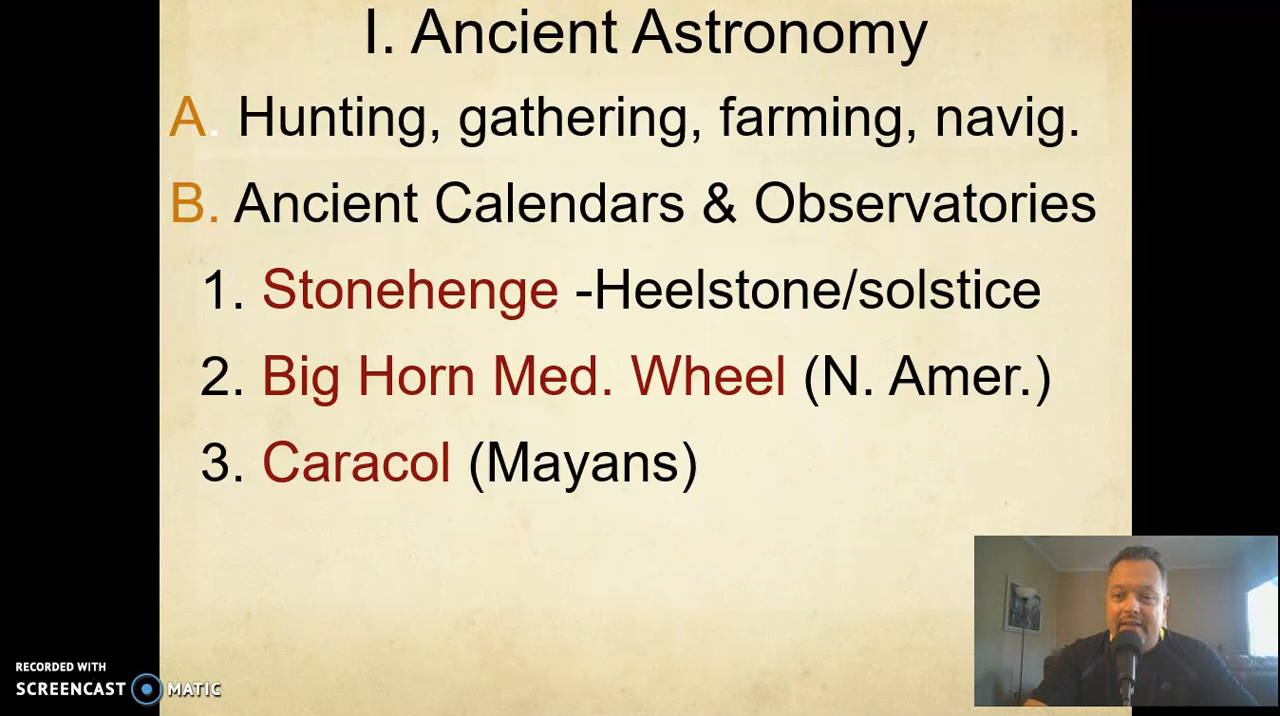 I. Ancient Astronomy
A. Hunting, gathering, farming, navig.
B. Ancient Calendars & Observatories
1. Stonehenge -Heelstone/solstice
2. Big Horn Med. Wheel (N. Amer.)
3. Caracol (Mayans)
RECORDED WITH
SCREENCAST MATIC